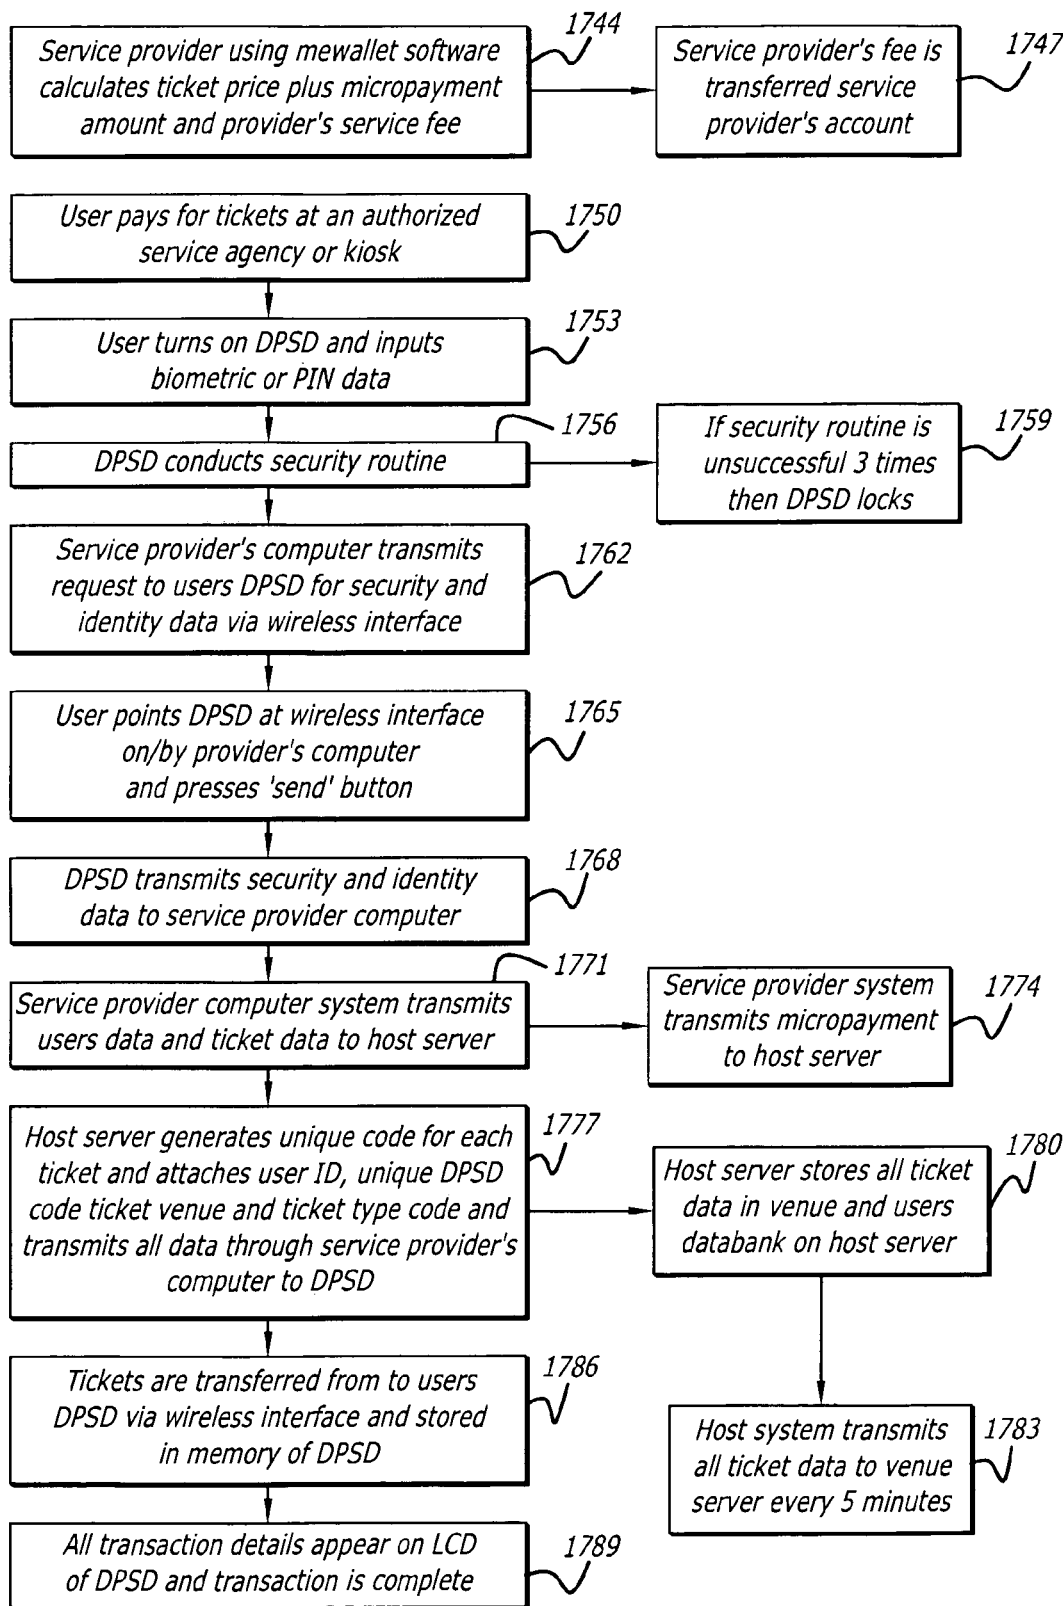 Service provider using mewallet software
calculates ticket price plus micropayment
amount and provider's service fee
1744
Service provider's fee is
transferred service
provider's account
1747
User pays for tickets at an authorized
service agency or kiosk
1750
User turns on DPSD and inputs
biometric or PIN data
1753
DPSD conducts security routine
1756
If security routine is
unsuccessful 3 times
then DPSD locks
1759
Service provider's computer transmits
request to users DPSD for security and
identity data via wireless interface
1762
User points DPSD at wireless interface
on/by provider's computer
and presses 'send' button
1765
DPSD transmits security and identity
data to service provider computer
1768
Service provider computer system transmits
users data and ticket data to host server
1771
Service provider system
transmits micropayment
to host server
1774
Host server generates unique code for each
ticket and attaches user ID, unique DPSD
code ticket venue and ticket type code and
transmits all data through service provider's
computer to DPSD
1777
Host server stores all ticket
data in venue and users
databank on host server
1780
Tickets are transferred from to users
DPSD via wireless interface and stored
in memory of DPSD
1786
Host system transmits
all ticket data to venue
server every 5 minutes
1783
All transaction details appear on LCD
of DPSD and transaction is complete
1789